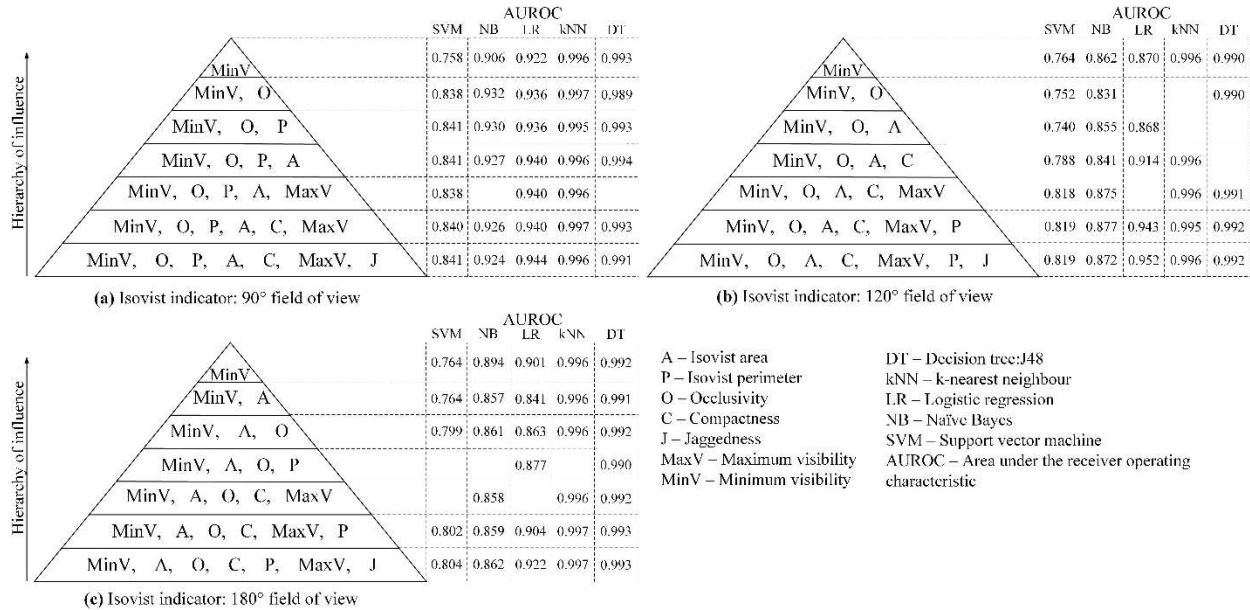 AUROC
SVM NB LR kNN DT
MinV 0.758 0.906 0.922 0.996 0.993
MinV, O 0.838 0.932 0.936 0.997 0.989
MinV, O, P 0.841 0.930 0.936 0.995 0.993
MinV, O, P, A 0.841 0.927 0.940 0.996 0.994
MinV, O, P, A, MaxV 0.838 0.940 0.996
MinV, O, P, A, C, MaxV 0.840 0.926 0.940 0.997 0.993
MinV, O, P, A, C, MaxV, J 0.841 0.924 0.944 0.996 0.991
Hierarchy of influence
(a) Isovist indicator: 90° field of view
AUROC
SVM NB LR kNN DT
MinV 0.764 0.862 0.870 0.996 0.990
MinV, O 0.752 0.831 0.990
MinV, O, A 0.740 0.855 0.868
MinV, O, A, C 0.788 0.841 0.914 0.996
MinV, O, A, C, MaxV 0.818 0.875 0.996 0.991
MinV, O, A, C, MaxV, P 0.819 0.877 0.943 0.995 0.992
MinV, O, A, C, MaxV, P, J 0.819 0.872 0.952 0.996 0.992
Hierarchy of influence
(b) Isovist indicator: 120° field of view
AUROC
SVM NB LR kNN DT
MinV 0.764 0.894 0.901 0.996 0.992
MinV, A 0.764 0.857 0.841 0.996 0.991
MinV, A, O 0.799 0.861 0.863 0.996 0.992
MinV, A, O, P 0.877 0.990
MinV, A, O, C, MaxV 0.858 0.996 0.992
MinV, A, O, C, MaxV, P 0.802 0.859 0.904 0.997 0.993
MinV, A, O, C, P, MaxV, J 0.804 0.862 0.922 0.997 0.993
Hierarchy of influence
(c) Isovist indicator: 180° field of view
A – Isovist area
P – Isovist perimeter
O – Occlusivity
C – Compactness
J – Jaggedness
MaxV – Maximum visibility
MinV – Minimum visibility
DT – Decision tree:J48
kNN – k-nearest neighbour
LR – Logistic regression
NB – Naïve Bayes
SVM – Support vector machine
AUROC – Area under the receiver operating
characteristic